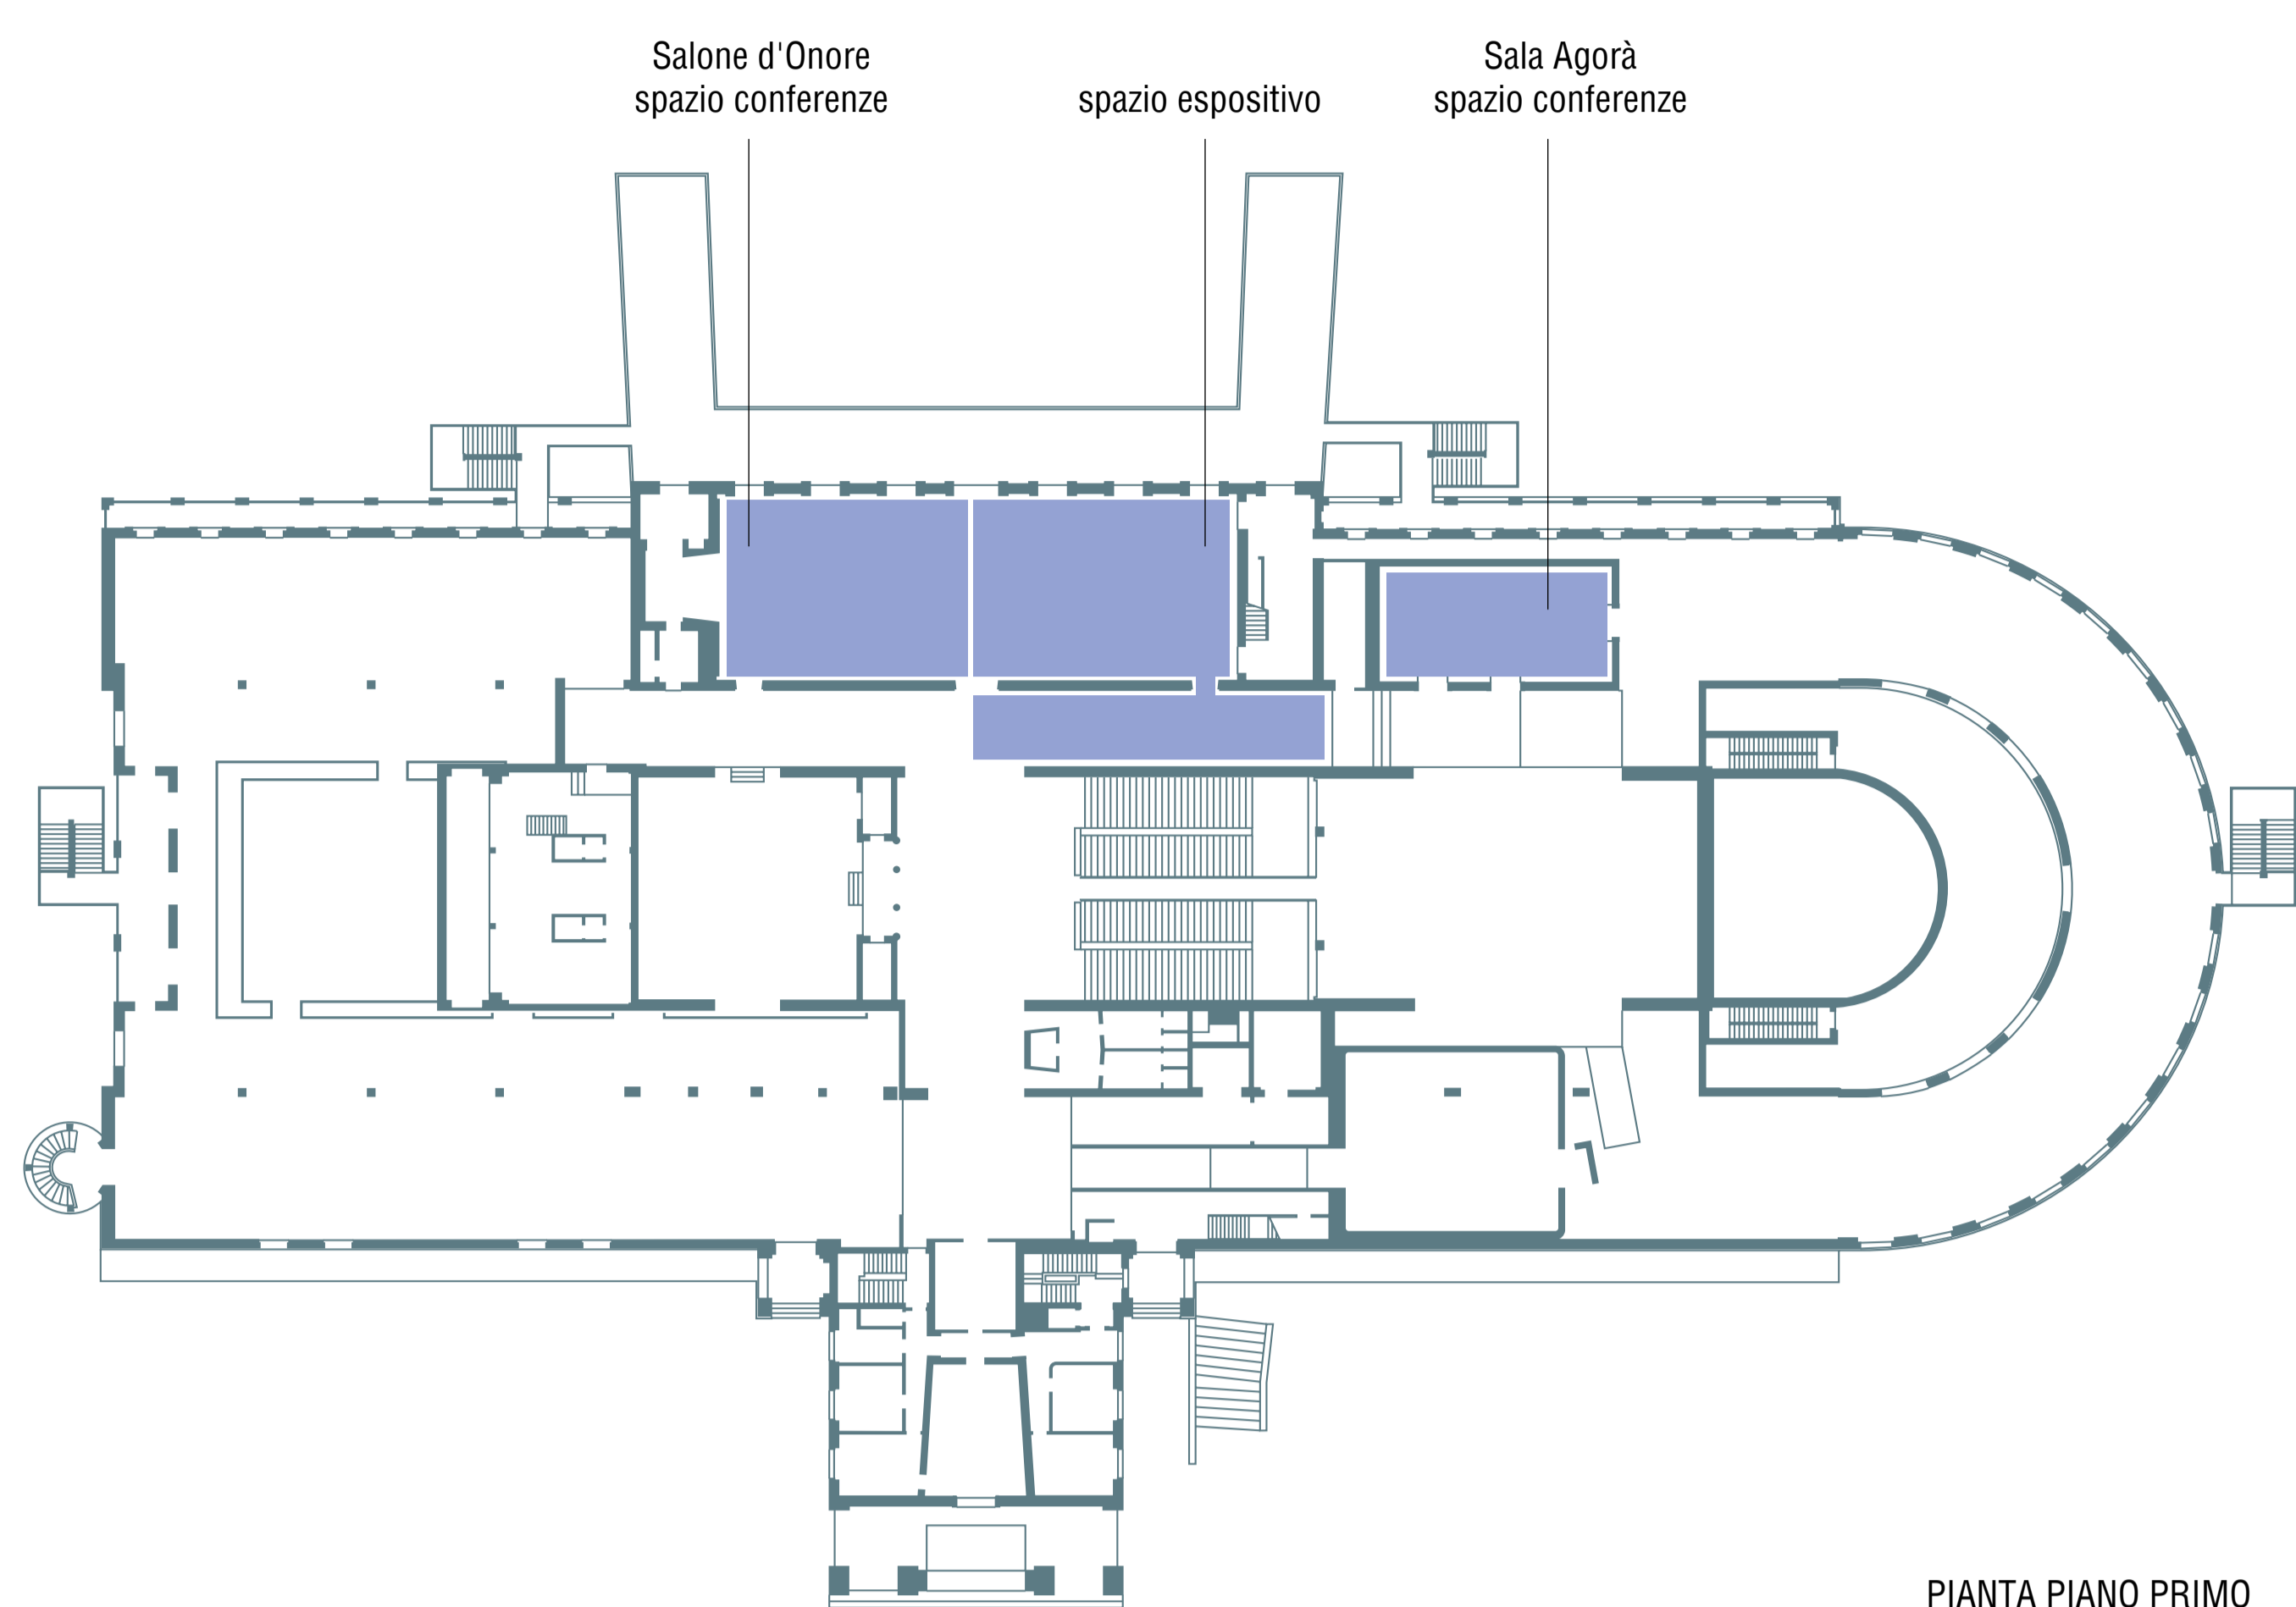 Salone d'Onore
spazio conferenze
spazio espositivo
Sala Agorà
spazio conferenze
PIANTA PIANO PRIMO